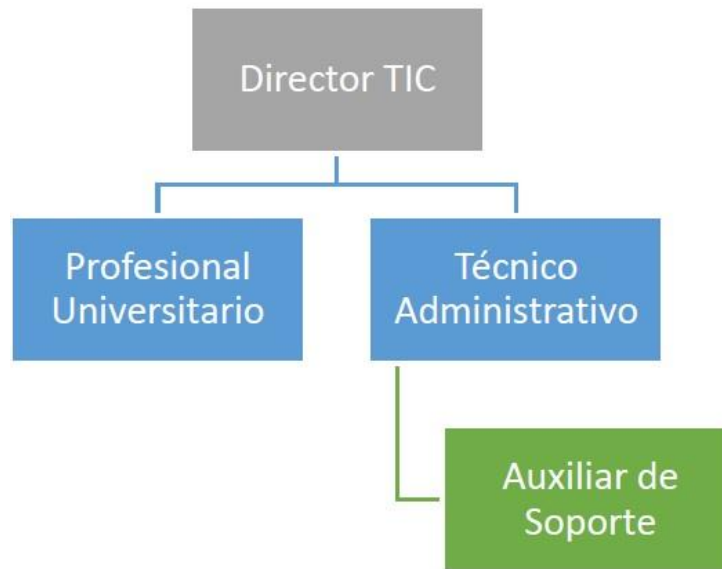 Director TIC
Profesional
Universitario
Técnico
Administrativo
Auxiliar de
Soporte